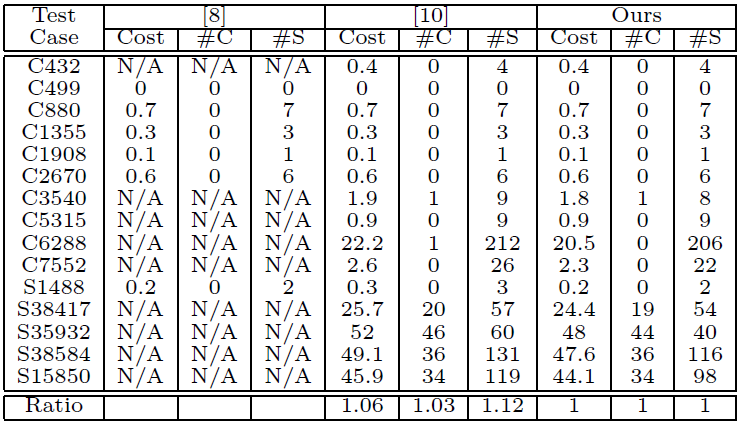 Test [8] [10] Ours
Case Cost #C #S Cost #C #S Cost #C #S
C432 N/A N/A N/A 0.4 0 4 0.4 0 4
C499 0 0 0 0 0 0 0 0 0
C880 0.7 0 7 0.7 0 7 0.7 0 7
C1355 0.3 0 3 0.3 0 3 0.3 0 3
C1908 0.1 0 1 0.1 0 1 0.1 0 1
C2670 0.6 0 6 0.6 0 6 0.6 0 6
C3540 N/A N/A N/A 1.9 1 9 1.8 1 8
C5315 N/A N/A N/A 0.9 0 9 0.9 0 9
C6288 N/A N/A N/A 22.2 1 212 20.5 0 206
C7552 N/A N/A N/A 2.6 0 26 2.3 0 22
S1488 0.2 0 2 0.3 0 3 0.2 0 2
S38417 N/A N/A N/A 25.7 20 57 24.4 19 54
S35932 N/A N/A N/A 52 46 60 48 44 40
S38584 N/A N/A N/A 49.1 36 131 47.6 36 116
S15850 N/A N/A N/A 45.9 34 119 44.1 34 98
Ratio 1.06 1.03 1.12 1 1 1